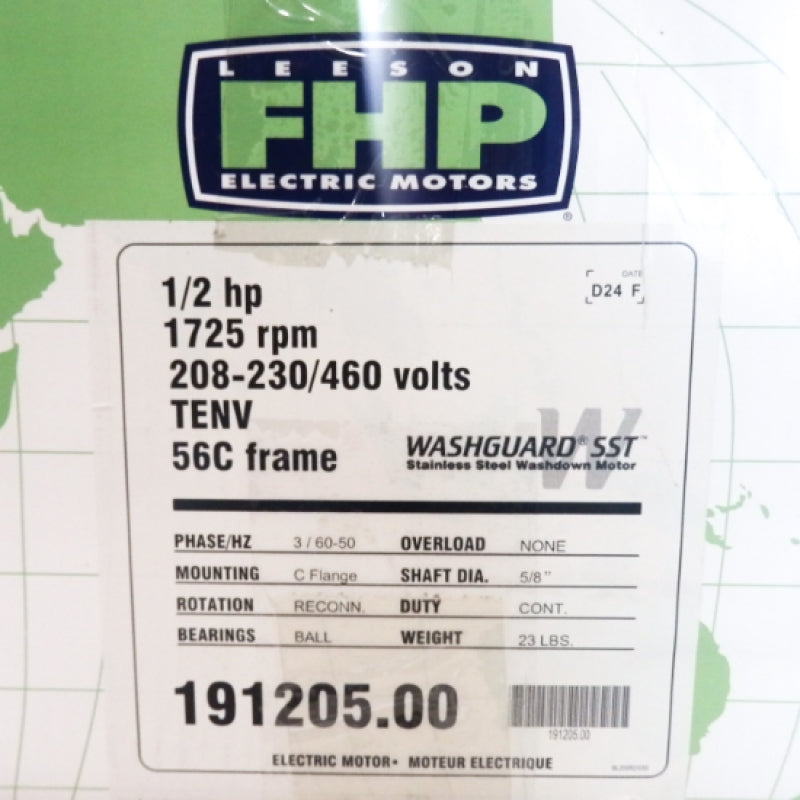 LEESON
FHP
ELECTRIC MOTORS
®
1/2 hp
DATE
D24 F
1725 rpm
208-230/460 volts
TENV
56C frame
W
WASHGUARD® SST™
Stainless Steel Washdown Motor
PHASE/HZ 3 / 60-50 OVERLOAD NONE
MOUNTING C Flange SHAFT DIA. 5/8"
ROTATION RECONN. DUTY CONT.
BEARINGS BALL WEIGHT 23 LBS.
191205.00
191205.00
ELECTRIC MOTOR • MOTEUR ELECTRIQUE